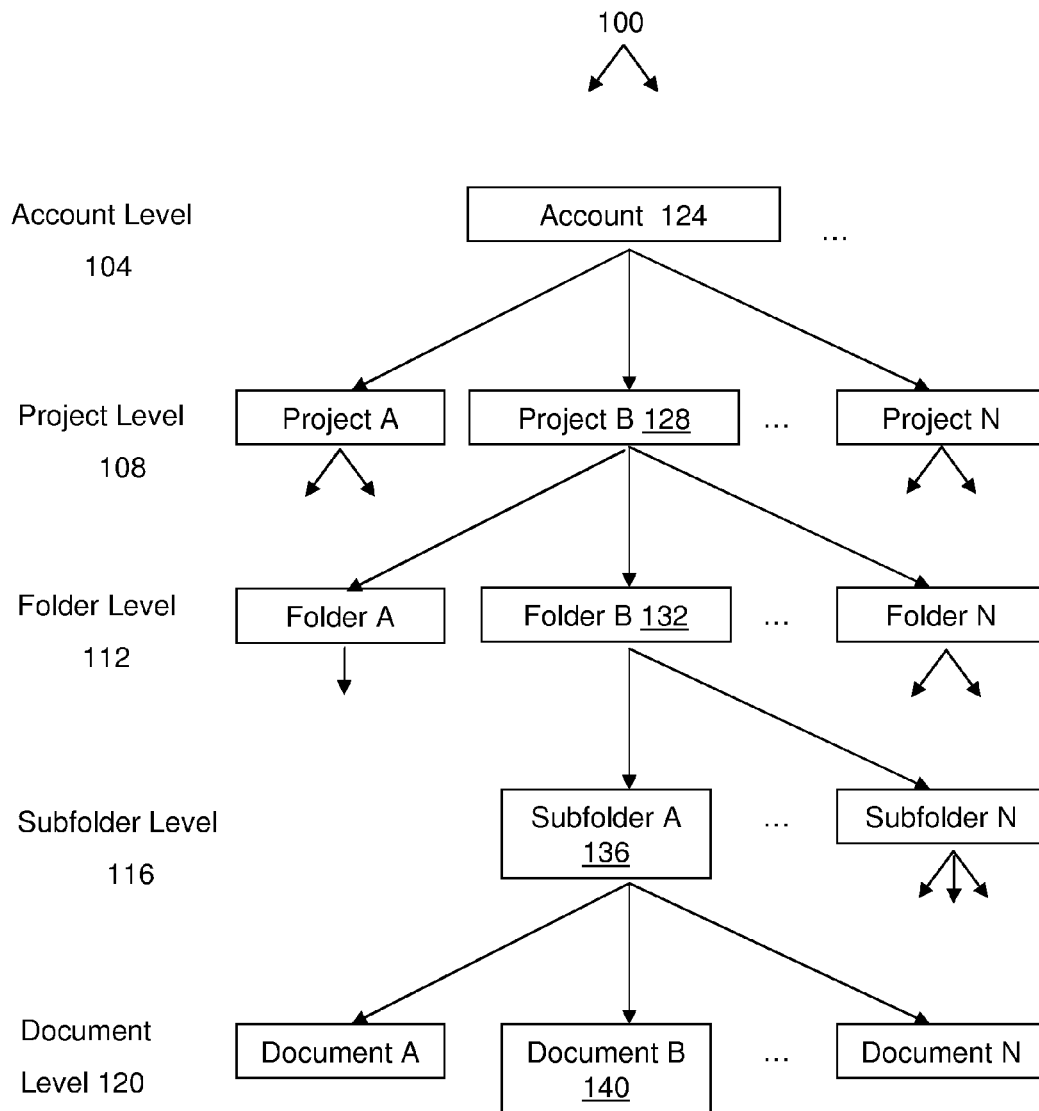 100
Account Level
104
Account 124
...
Project Level
108
Project A
Project B 128
...
Project N
Folder Level
112
Folder A
Folder B 132
...
Folder N
Subfolder Level
116
Subfolder A
136
...
Subfolder N
Document
Level 120
Document A
Document B
140
...
Document N